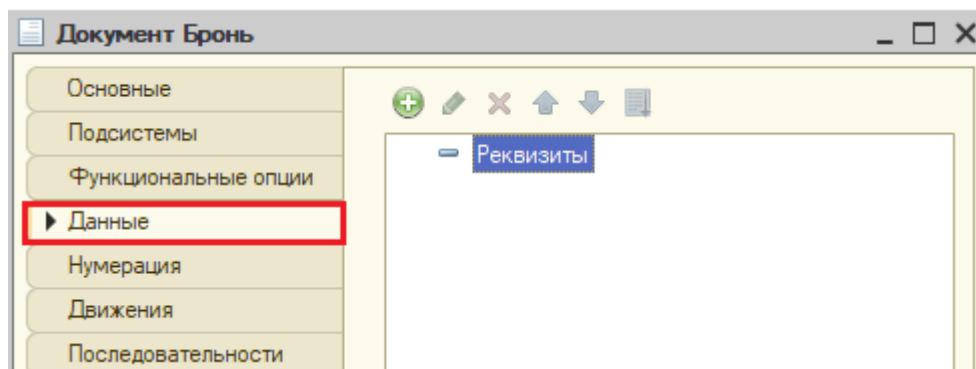 Документ Бронь
Основные
Подсистемы
Функциональные опции
Данные
Нумерация
Движения
Последовательности
Реквизиты